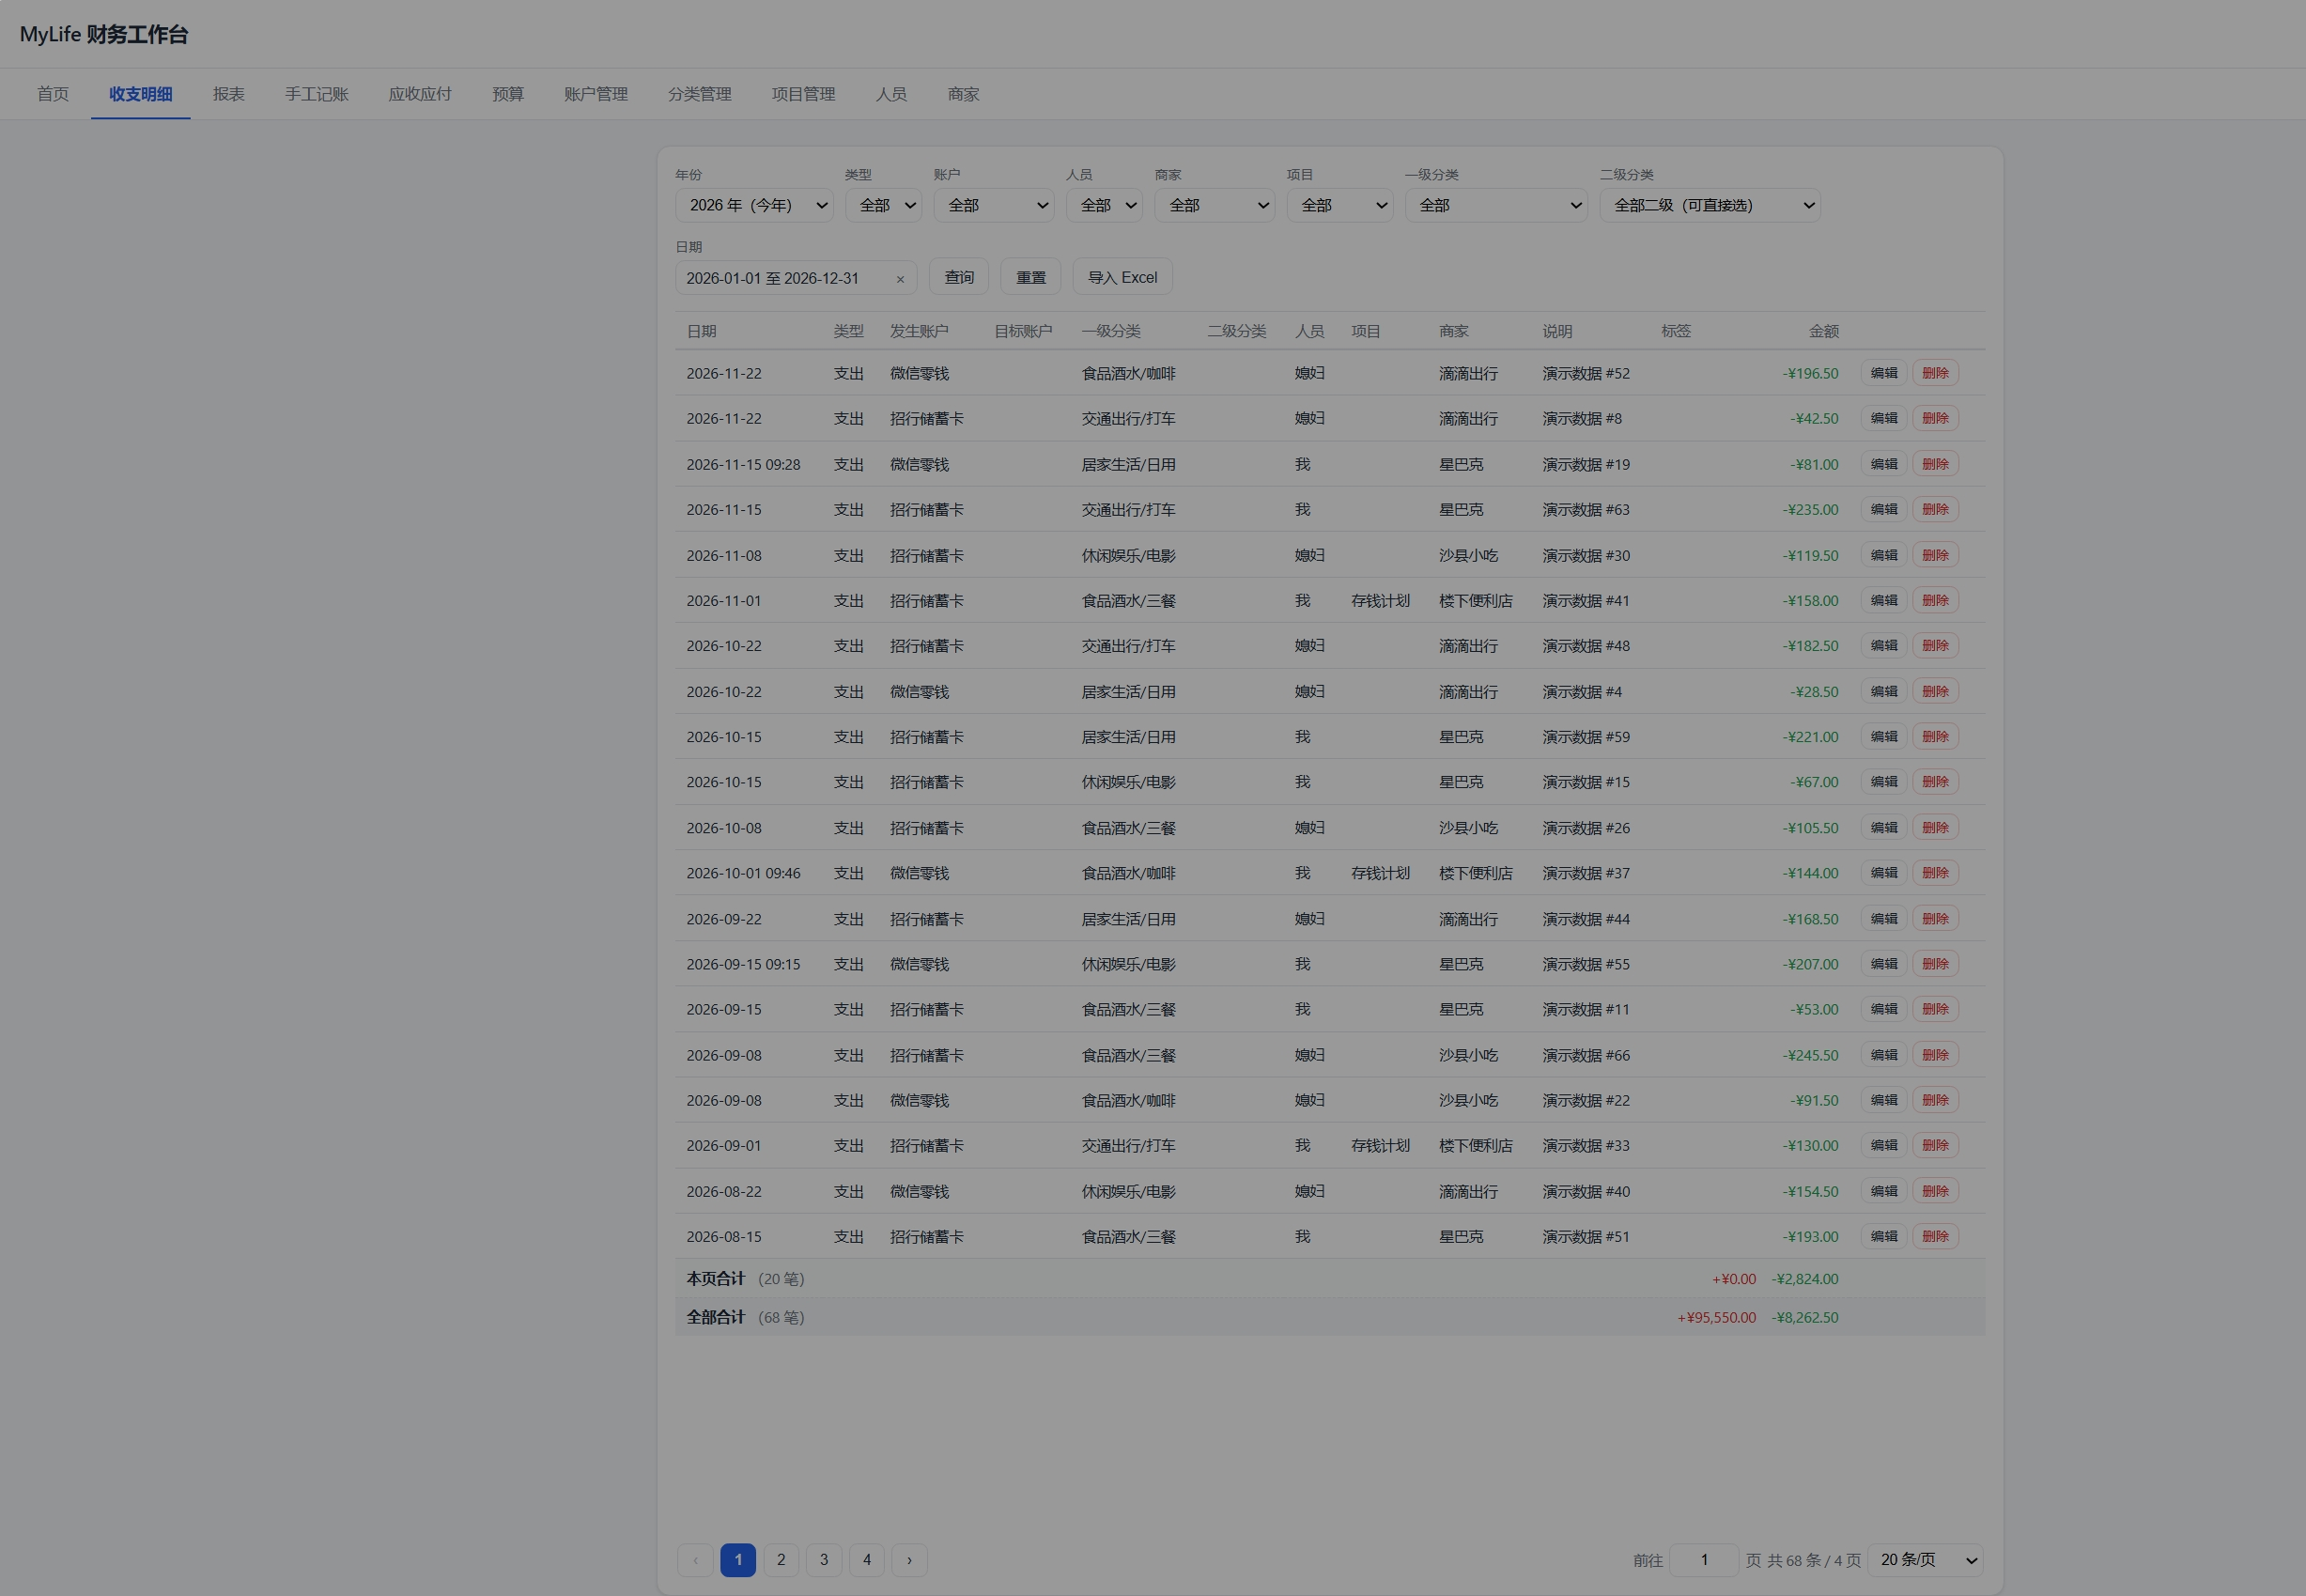 MyLife 财务工作台
首页 收支明细 报表 手工记账 应收应付 预算 账户管理 分类管理 项目管理 人员 商家
年份 类型 账户 人员 商家 项目 一级分类 二级分类
2026 年（今年） 全部 全部 全部 全部 全部 全部 全部二级（可直接选）
日期
2026-01-01 至 2026-12-31 × 查询 重置 导入 Excel
日期 类型 发生账户 目标账户 一级分类 二级分类 人员 项目 商家 说明 标签 金额
2026-11-22 支出 微信零钱 食品酒水/咖啡 媳妇 滴滴出行 演示数据 #52 -¥196.50 编辑 删除
2026-11-22 支出 招行储蓄卡 交通出行/打车 媳妇 滴滴出行 演示数据 #8 -¥42.50 编辑 删除
2026-11-15 09:28 支出 微信零钱 居家生活/日用 我 星巴克 演示数据 #19 -¥81.00 编辑 删除
2026-11-15 支出 招行储蓄卡 交通出行/打车 我 星巴克 演示数据 #63 -¥235.00 编辑 删除
2026-11-08 支出 招行储蓄卡 休闲娱乐/电影 媳妇 沙县小吃 演示数据 #30 -¥119.50 编辑 删除
2026-11-01 支出 招行储蓄卡 食品酒水/三餐 我 存钱计划 楼下便利店 演示数据 #41 -¥158.00 编辑 删除
2026-10-22 支出 招行储蓄卡 交通出行/打车 媳妇 滴滴出行 演示数据 #48 -¥182.50 编辑 删除
2026-10-22 支出 微信零钱 居家生活/日用 媳妇 滴滴出行 演示数据 #4 -¥28.50 编辑 删除
2026-10-15 支出 招行储蓄卡 居家生活/日用 我 星巴克 演示数据 #59 -¥221.00 编辑 删除
2026-10-15 支出 招行储蓄卡 休闲娱乐/电影 我 星巴克 演示数据 #15 -¥67.00 编辑 删除
2026-10-08 支出 招行储蓄卡 食品酒水/三餐 媳妇 沙县小吃 演示数据 #26 -¥105.50 编辑 删除
2026-10-01 09:46 支出 微信零钱 食品酒水/咖啡 我 存钱计划 楼下便利店 演示数据 #37 -¥144.00 编辑 删除
2026-09-22 支出 招行储蓄卡 居家生活/日用 媳妇 滴滴出行 演示数据 #44 -¥168.50 编辑 删除
2026-09-15 09:15 支出 微信零钱 休闲娱乐/电影 我 星巴克 演示数据 #55 -¥207.00 编辑 删除
2026-09-15 支出 招行储蓄卡 食品酒水/三餐 我 星巴克 演示数据 #11 -¥53.00 编辑 删除
2026-09-08 支出 招行储蓄卡 食品酒水/三餐 媳妇 沙县小吃 演示数据 #66 -¥245.50 编辑 删除
2026-09-08 支出 微信零钱 食品酒水/咖啡 媳妇 沙县小吃 演示数据 #22 -¥91.50 编辑 删除
2026-09-01 支出 招行储蓄卡 交通出行/打车 我 存钱计划 楼下便利店 演示数据 #33 -¥130.00 编辑 删除
2026-08-22 支出 微信零钱 休闲娱乐/电影 媳妇 滴滴出行 演示数据 #40 -¥154.50 编辑 删除
2026-08-15 支出 招行储蓄卡 食品酒水/三餐 我 星巴克 演示数据 #51 -¥193.00 编辑 删除
本页合计 （20 笔） +¥0.00 -¥2,824.00
全部合计 （68 笔） +¥95,550.00 -¥8,262.50
‹ 1 2 3 4 › 前往 1 页 共 68 条 / 4 页 20 条/页